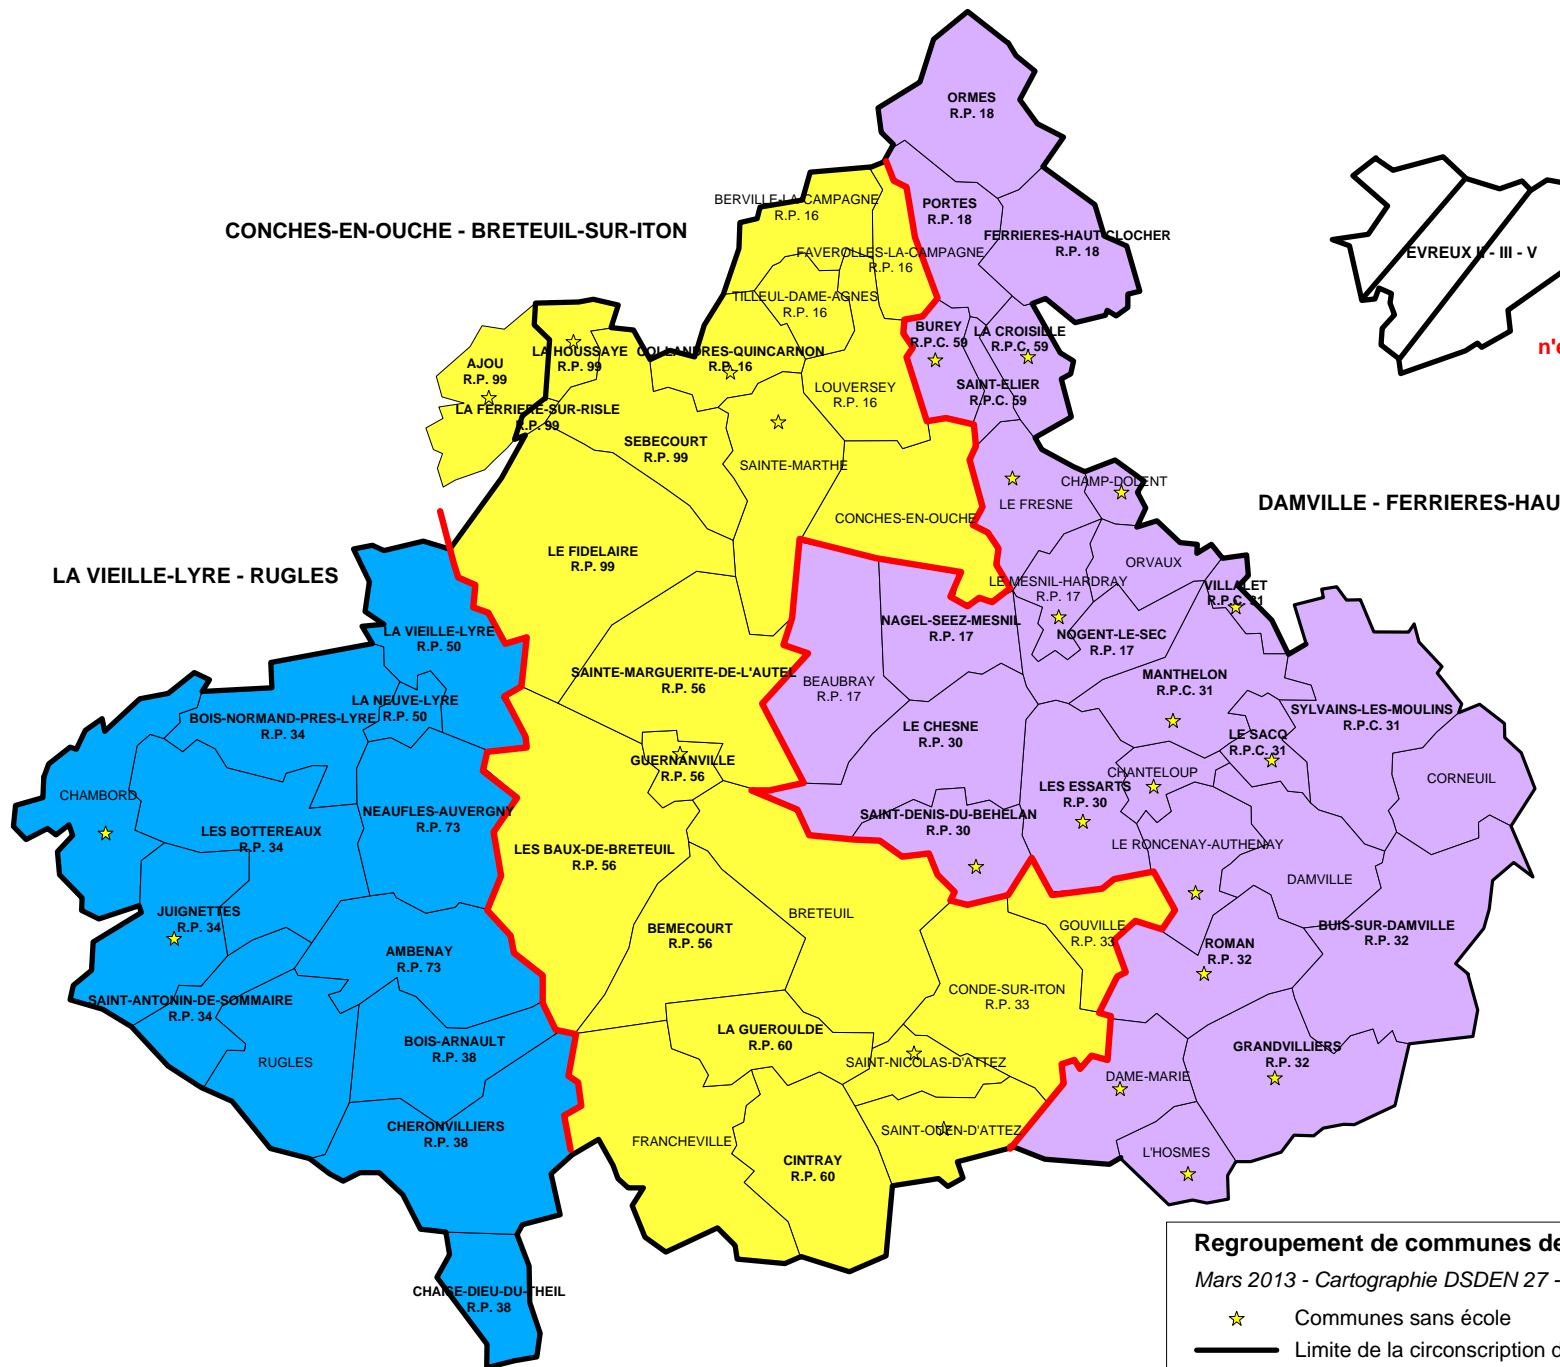 ORMES
R.P. 18
BERVILLE-LA-CAMPAGNE
R.P. 16
PORTES
R.P. 18
CONCHES-EN-OUCHE - BRETEUIL-SUR-ITON
FERRIERES-HAUT-CLOCHER
R.P. 18
FAVEROLLES-LA-CAMPAGNE
R.P. 16
EVREUX II - III - V
TILLEUL-DAME-AGNES
R.P. 16
BUREY
R.P.C. 59
LA CROISILLE
R.P.C. 59
n'e
LA HOUSSAYE
R.P. 99
COLLANDRES-QUINCARNON
R.P. 16
AJOU
R.P. 99
LOUVERSEY
R.P. 16
SAINT-ELIER
R.P.C. 59
LA FERRIERE-SUR-RISLE
R.P. 99
SEBECOURT
R.P. 99
SAINTE-MARTHE
CHAMP-DOLENT
LE FRESNE
DAMVILLE - FERRIERES-HAU
CONCHES-EN-OUCHE
LE FIDELAIRE
R.P. 99
ORVAUX
LA VIEILLE-LYRE - RUGLES
LE MESNIL-HARDRAY
R.P. 17
VILLALET
R.P.C. 31
NAGEL-SEEZ-MESNIL
R.P. 17
LA VIEILLE-LYRE
R.P. 50
NOGENT-LE-SEC
R.P. 17
SAINTE-MARGUERITE-DE-L'AUTEL
R.P. 56
BEAUBRAY
R.P. 17
MANTHELON
R.P.C. 31
LA NEUVE-LYRE
R.P. 50
SYLVAINS-LES-MOULINS
R.P.C. 31
BOIS-NORMAND-PRES-LYRE
R.P. 34
LE CHESNE
R.P. 30
LE SACQ
R.P.C. 31
GUERNANVILLE
R.P. 56
CHANTELOUP
CORNEUIL
LES ESSARTS
R.P. 30
CHAMBORD
NEAUFLES-AUVERGNY
R.P. 73
SAINT-DENIS-DU-BEHELAN
R.P. 30
LES BOTTEREAUX
R.P. 34
LE RONCENAY-AUTHENAY
LES BAUX-DE-BRETEUIL
R.P. 56
DAMVILLE
JUIGNETTES
R.P. 34
BRETEUIL
BEMECOURT
R.P. 56
GOUVILLE
R.P. 33
BUIS-SUR-DAMVILLE
R.P. 32
ROMAN
R.P. 32
AMBENAY
R.P. 73
CONDE-SUR-ITON
R.P. 33
SAINT-ANTONIN-DE-SOMMAIRE
R.P. 34
LA GUEROULDE
R.P. 60
BOIS-ARNAULT
R.P. 38
GRANDVILLIERS
R.P. 32
RUGLES
SAINT-NICOLAS-D'ATTEZ
DAME-MARIE
CHERONVILLIERS
R.P. 38
SAINT-OUEN-D'ATTEZ
FRANCHEVILLE
L'HOSMES
CINTRAY
R.P. 60
Regroupement de communes de
Mars 2013 - Cartographie DSDEN 27 -
CHAISE-DIEU-DU-THEIL
R.P. 38
Communes sans école
Limite de la circonscription d